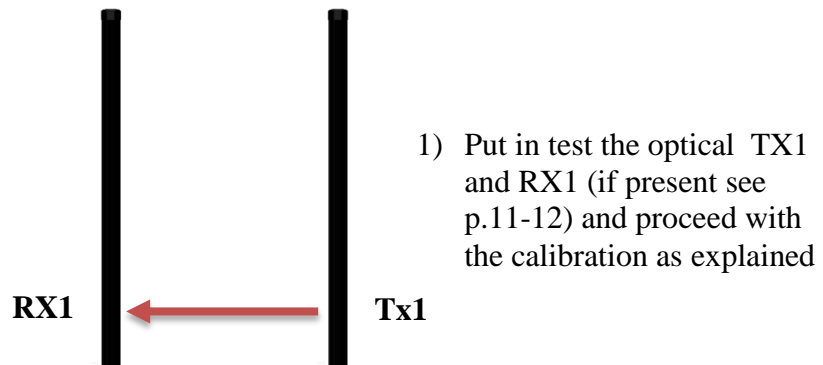 1) Put in test the optical TX1
and RX1 (if present see
p.11-12) and proceed with
the calibration as explained
RX1
Tx1